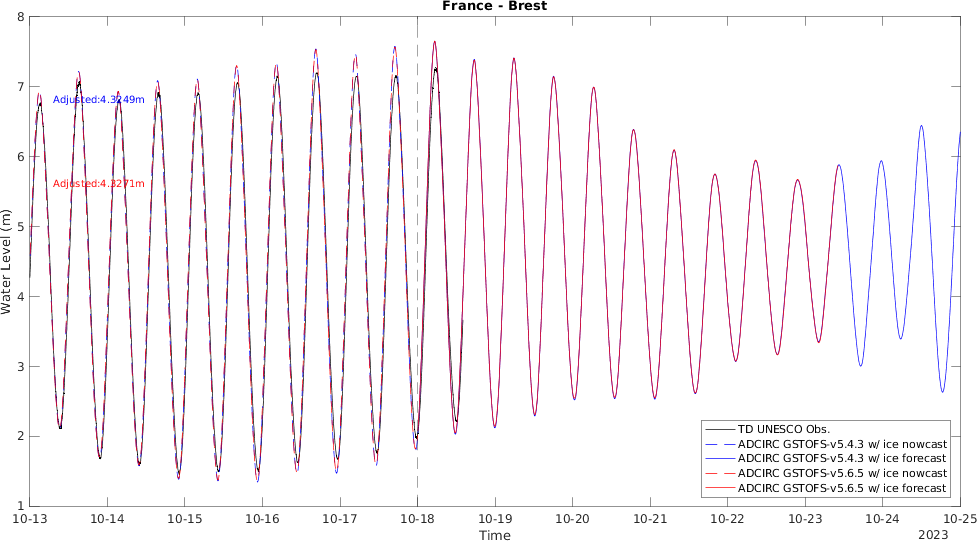 France - Brest
Water Level (m)
8
7
6
5
4
3
2
1
Adjusted:4.3249m
Adjusted:4.3271m
TD UNESCO Obs.
ADCIRC GSTOFS-v5.4.3 w/ ice nowcast
ADCIRC GSTOFS-v5.4.3 w/ ice forecast
ADCIRC GSTOFS-v5.6.5 w/ ice nowcast
ADCIRC GSTOFS-v5.6.5 w/ ice forecast
10-13 10-14 10-15 10-16 10-17 10-18 10-19 10-20 10-21 10-22 10-23 10-24 10-25
Time
2023